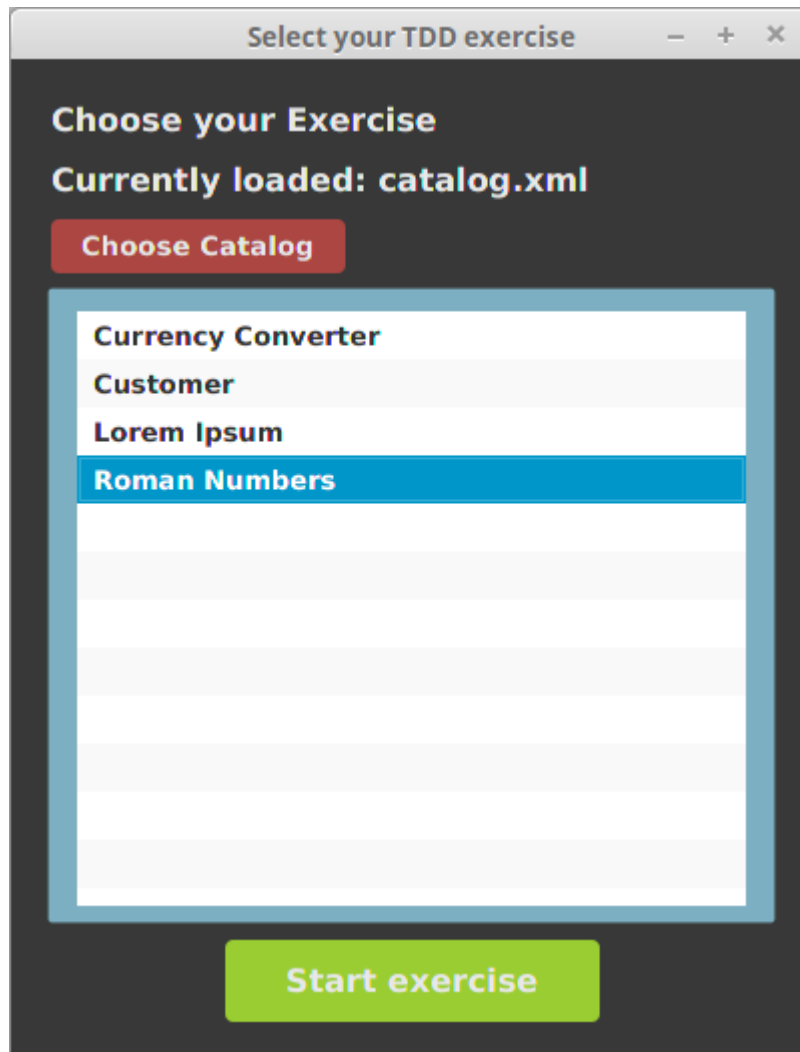 Select your TDD exercise
Choose your Exercise
Currently loaded: catalog.xml
Choose Catalog
Currency Converter
Customer
Lorem Ipsum
Roman Numbers
Start exercise